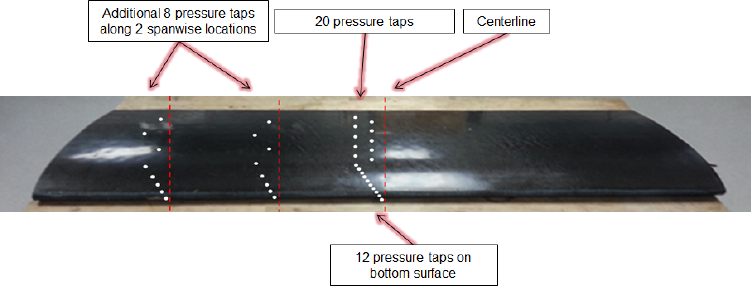 Additional 8 pressure taps
along 2 spanwise locations
20 pressure taps
Centerline
12 pressure taps on
bottom surface